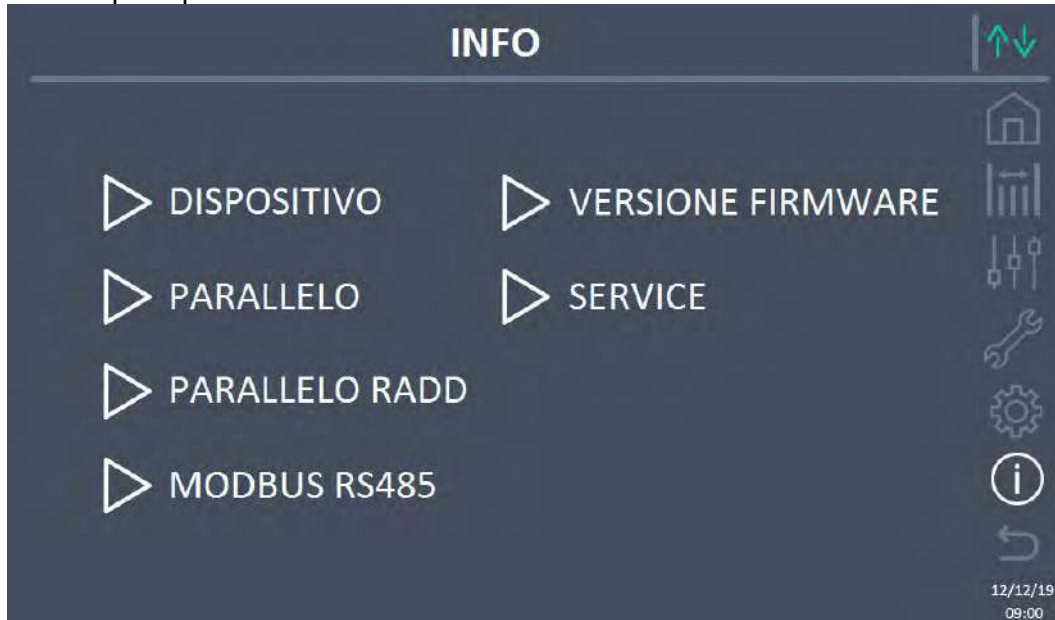 INFO
DISPOSITIVO
VERSIONE FIRMWARE
PARALLELO
SERVICE
PARALLELO RADD
MODBUS RS485
12/12/19
09:00